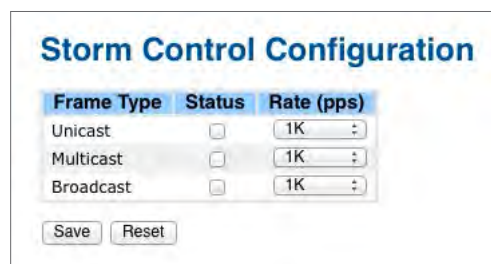 Storm Control Configuration
Frame Type Status Rate (pps)
Unicast 1K
Multicast 1K
Broadcast 1K
Save Reset